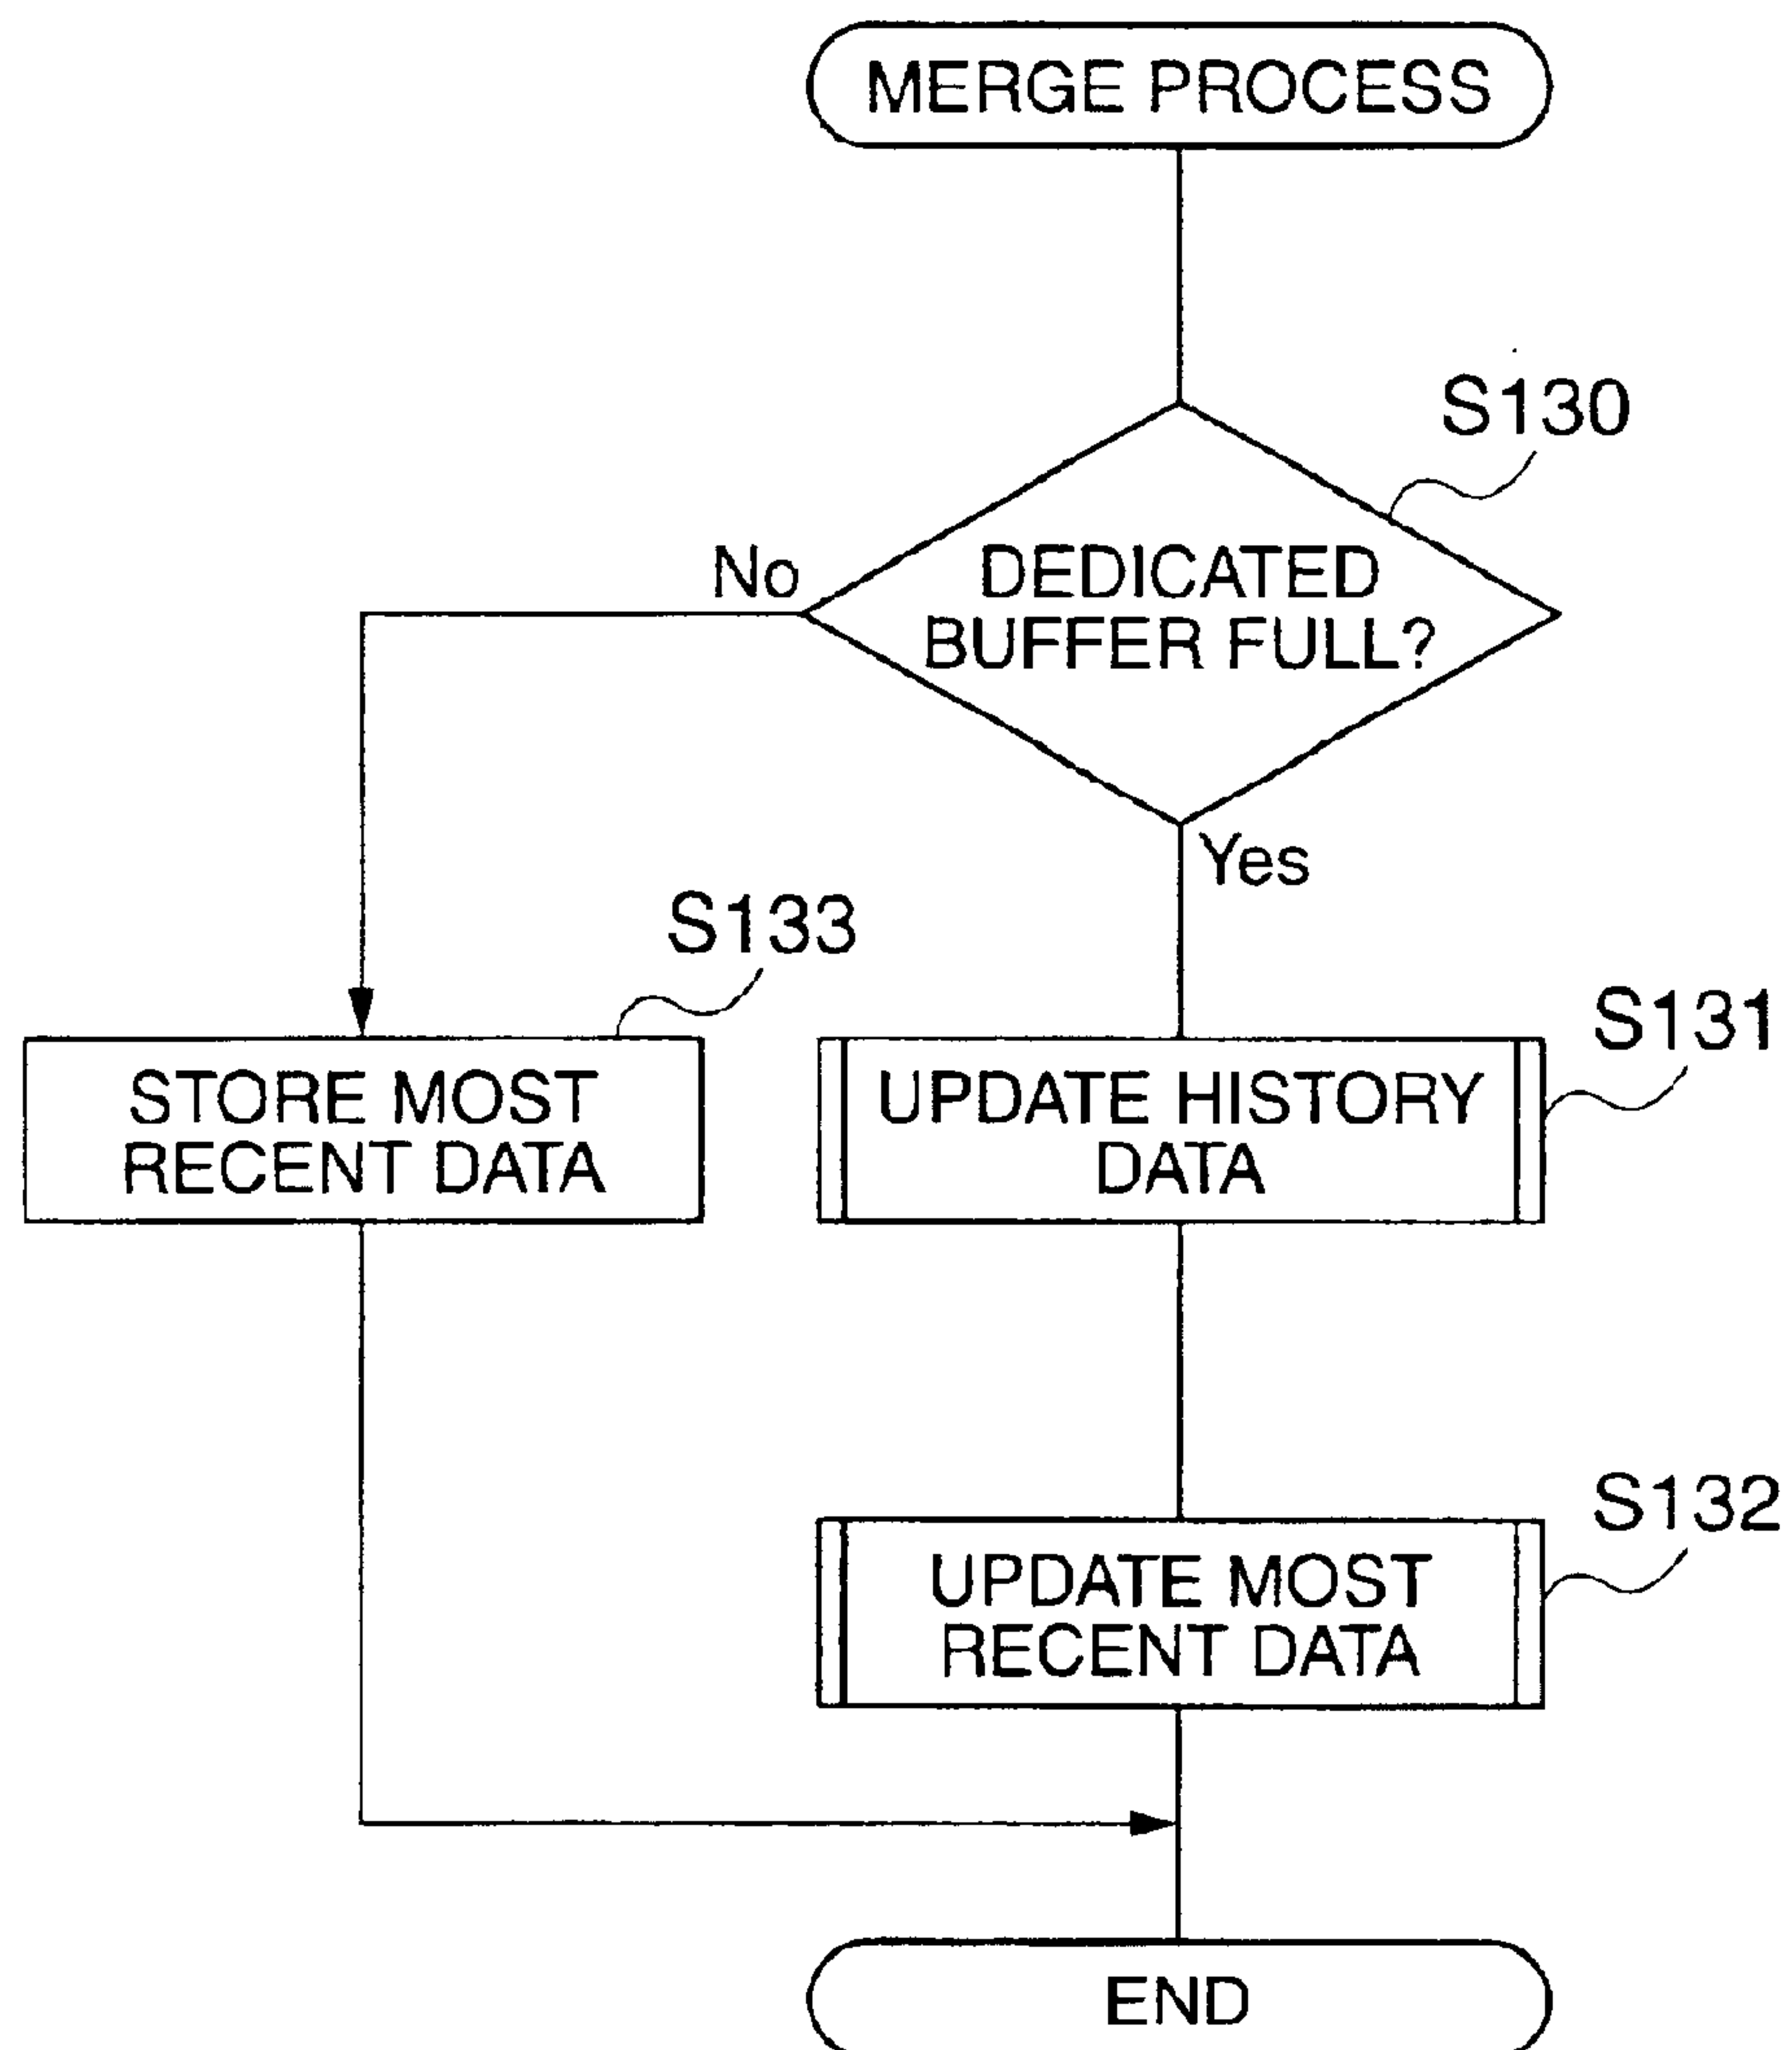 MERGE PROCESS
S130
No
DEDICATED
BUFFER FULL?
Yes
S133
S131
STORE MOST
RECENT DATA
UPDATE HISTORY
DATA
S132
UPDATE MOST
RECENT DATA
END